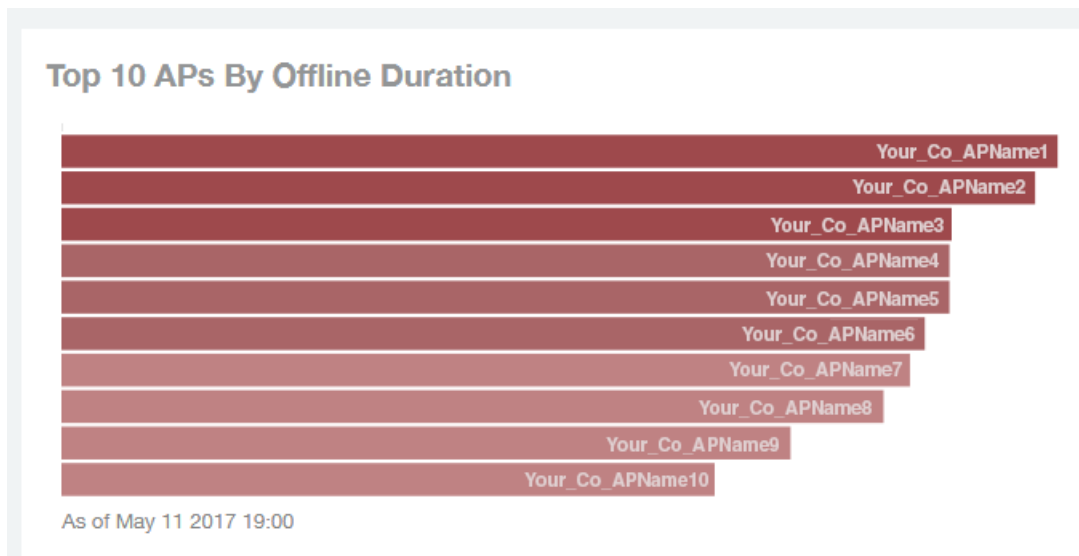 Top 10 APs By Offline Duration
Your_Co_APName1
Your_Co_APName2
Your_Co_APName3
Your_Co_APName4
Your_Co_APName5
Your_Co_APName6
Your_Co_APName7
Your_Co_APName8
Your_Co_APName9
Your_Co_APName10
As of May 11 2017 19:00